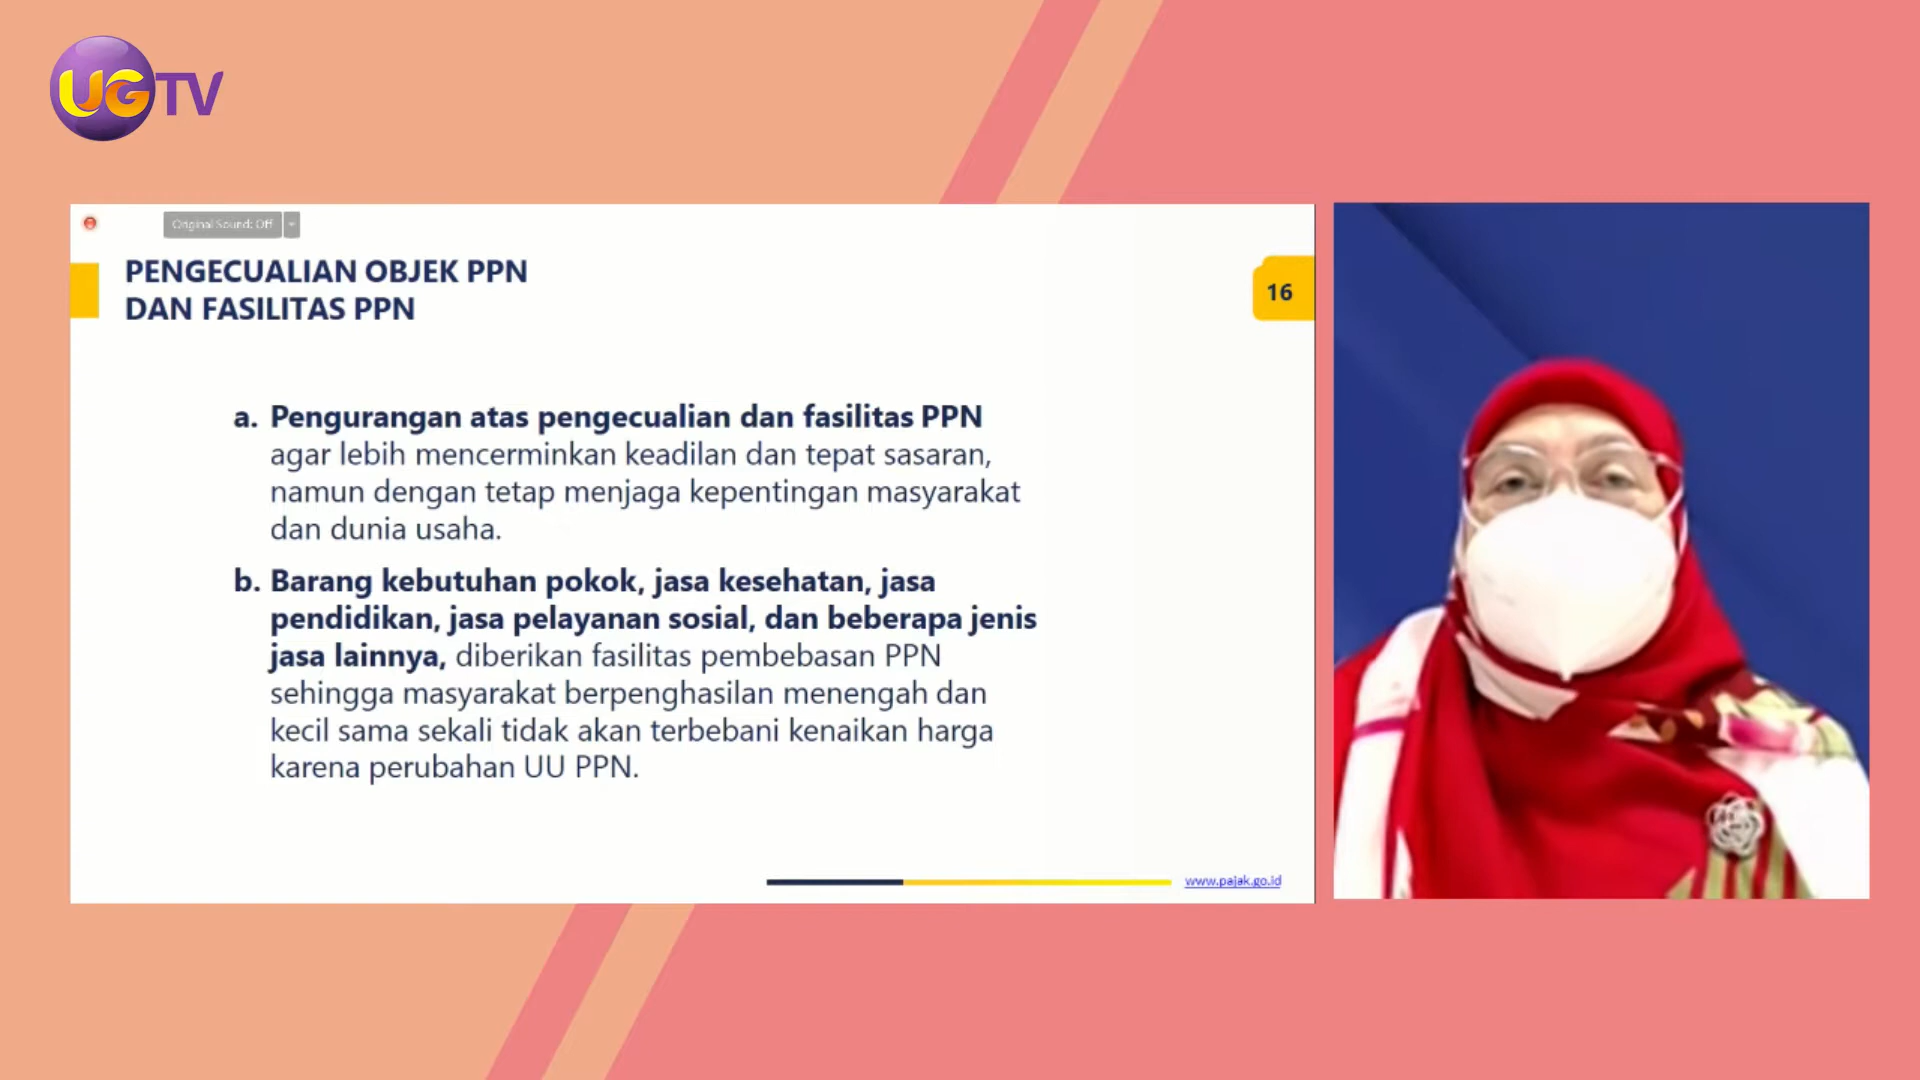 UGTV
Original Sound: Off
PENGECUALIAN OBJEK PPN
DAN FASILITAS PPN
16
a. Pengurangan atas pengecualian dan fasilitas PPN
agar lebih mencerminkan keadilan dan tepat sasaran,
namun dengan tetap menjaga kepentingan masyarakat
dan dunia usaha.
b. Barang kebutuhan pokok, jasa kesehatan, jasa
pendidikan, jasa pelayanan sosial, dan beberapa jenis
jasa lainnya, diberikan fasilitas pembebasan PPN
sehingga masyarakat berpenghasilan menengah dan
kecil sama sekali tidak akan terbebani kenaikan harga
karena perubahan UU PPN.
www.pajak.go.id